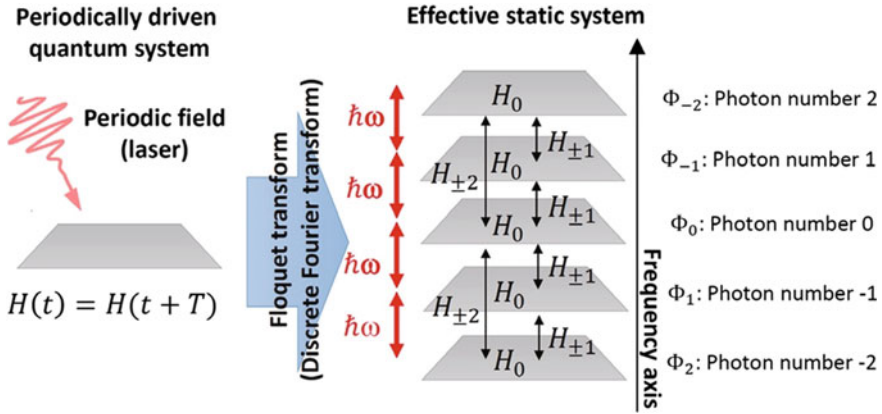 Periodically driven
quantum system
Periodic field
(laser)
H(t) = H(t + T)
Floquet transform
(Discrete Fourier transform)
Effective static system
ħω
ħω
ħω
ħω
H₀
H±1
H±2
H₀
H±1
H₀
H±1
H±2
H₀
H±1
H₀
Frequency axis
Φ₋₂: Photon number 2
Φ₋₁: Photon number 1
Φ₀: Photon number 0
Φ₁: Photon number -1
Φ₂: Photon number -2